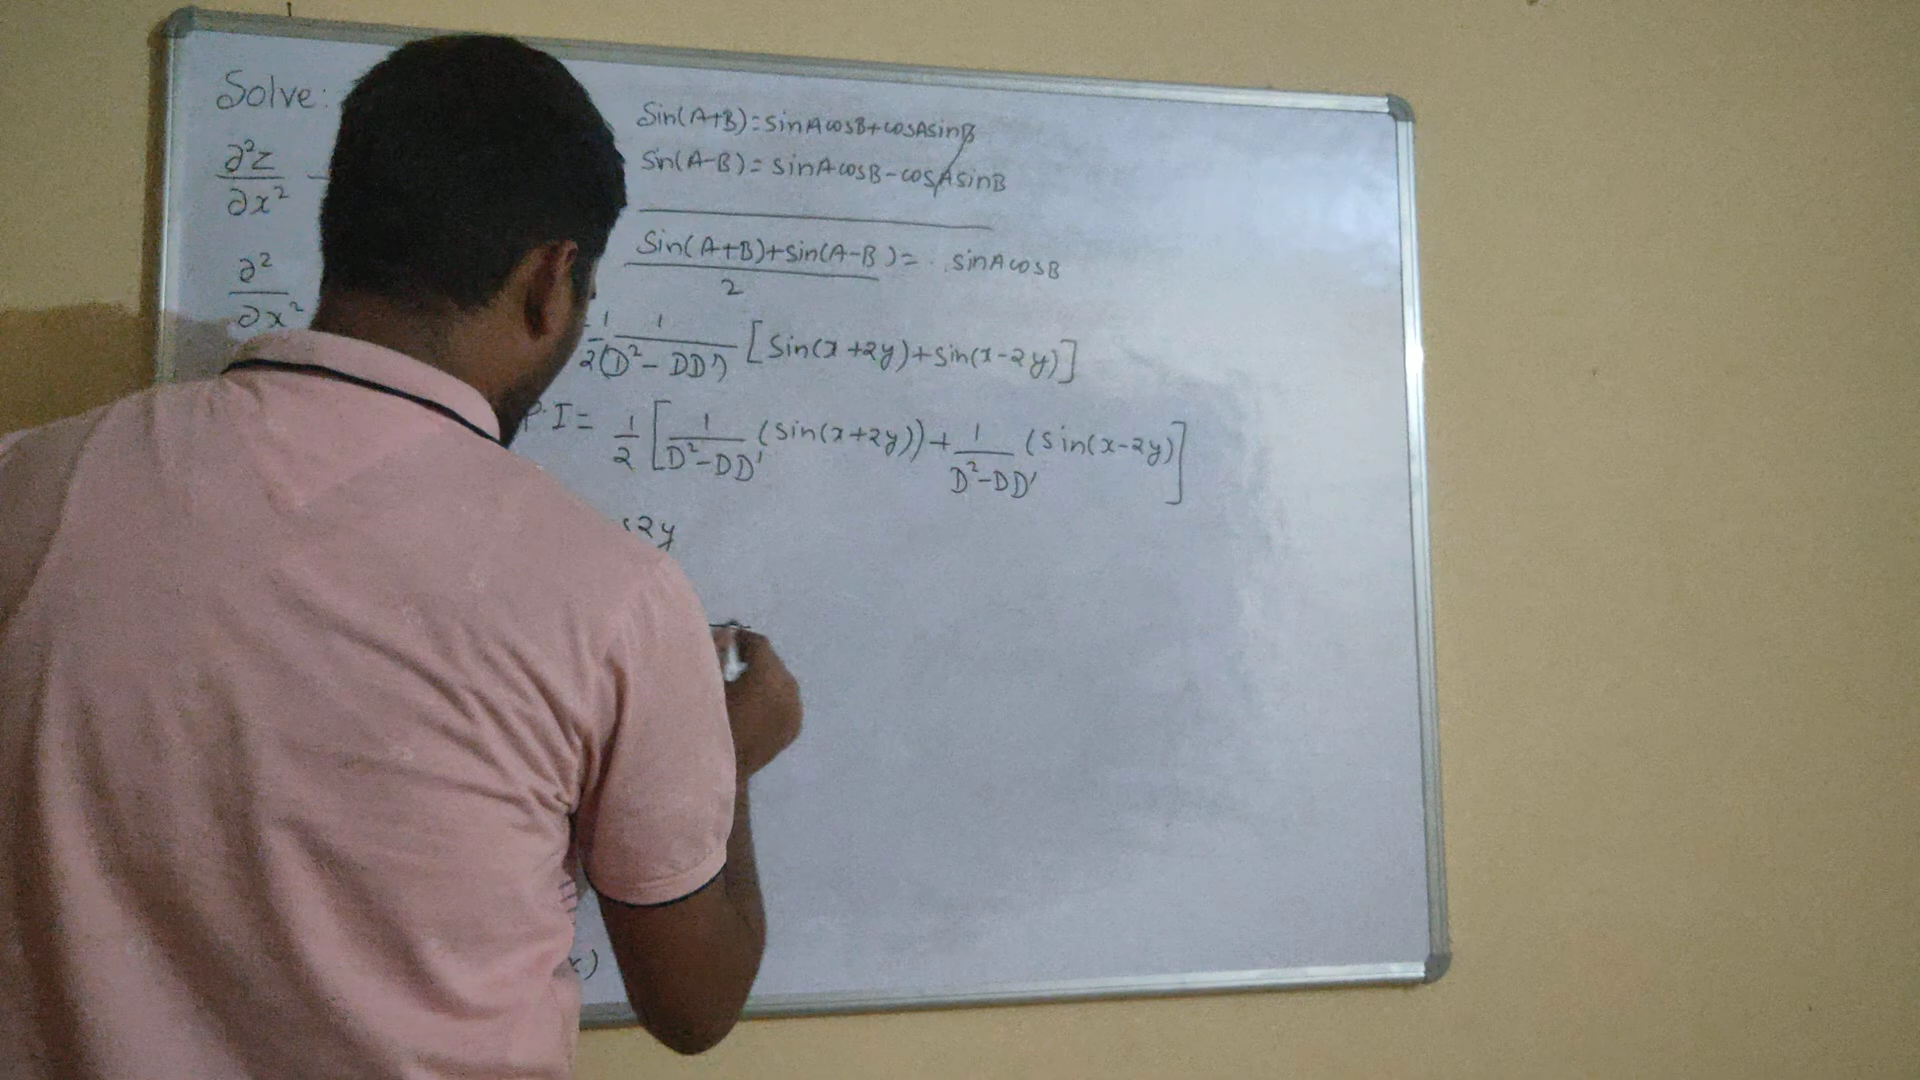 Solve:
∂²z/∂x² -
∂²/∂x²
Sin(A+B)=sinAcosB+cosAsinB
Sin(A-B)=sinAcosB-cosAsinB
Sin(A+B)+sin(A-B)/2 = sinAcosB
1/2 1/(D²-DD') [Sin(x+2y)+sin(x-2y)]
P.I= 1/2 [1/(D²-DD') (Sin(x+2y))+1/(D²-DD') (Sin(x-2y)]
2y
x)